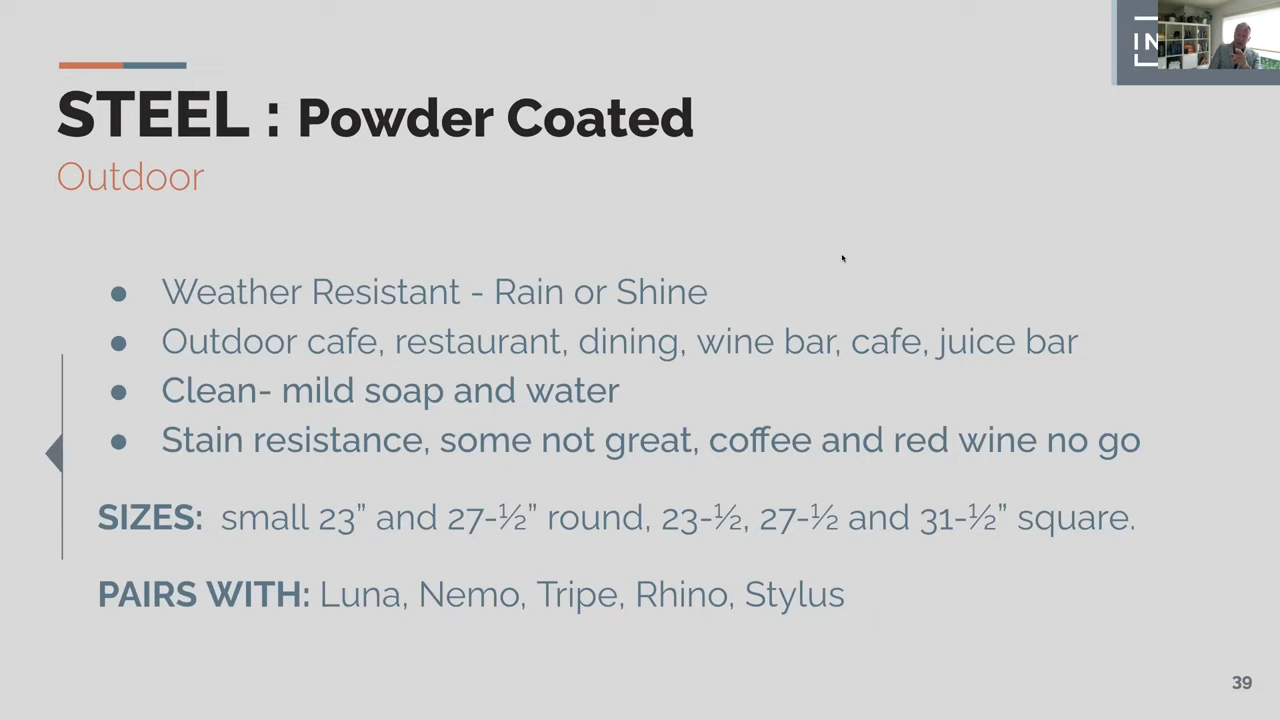 IN
STEEL : Powder Coated
Outdoor
● Weather Resistant - Rain or Shine
● Outdoor cafe, restaurant, dining, wine bar, cafe, juice bar
● Clean- mild soap and water
● Stain resistance, some not great, coffee and red wine no go
SIZES: small 23” and 27-½” round, 23-½, 27-½ and 31-½” square.
PAIRS WITH: Luna, Nemo, Tripe, Rhino, Stylus
39